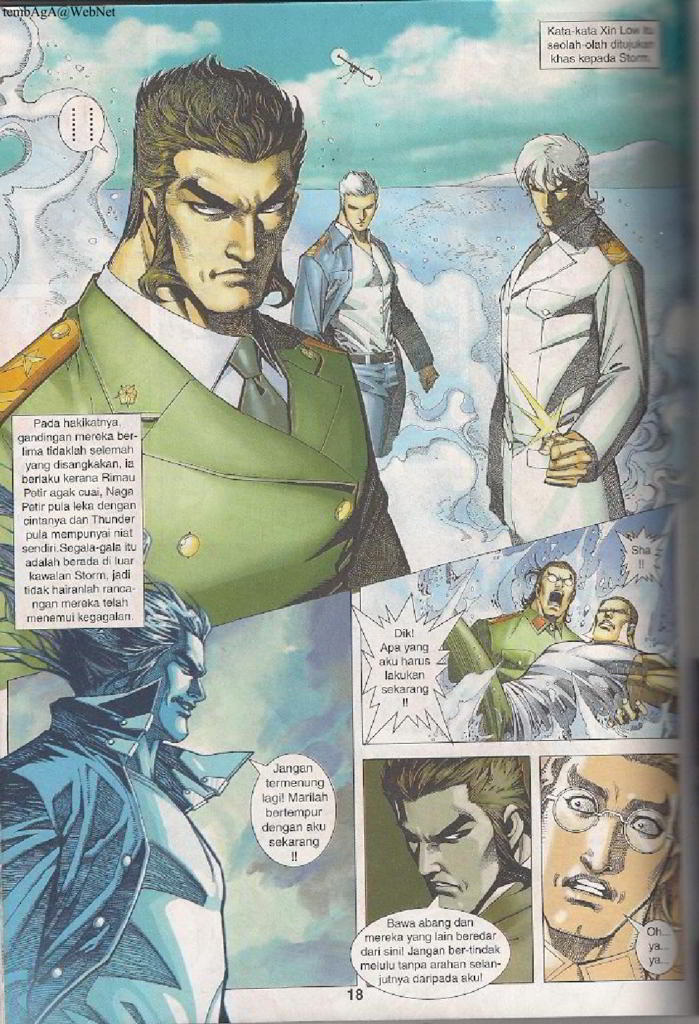 tembAgA@WebNet
Kata-kata Xin Low itu
seolah-olah ditujukan
khas kepada Storm.
Pada hakikatnya,
gandingan mereka ber-
lima tidaklah selemah
yang disangkakan, ia
berlaku kerana Rimau
Petir agak cuai, Naga
Petir pula leka dengan
cintanya dan Thunder
pula mempunyai niat
sendiri.Segala-gala itu
adalah berada di luar
kawalan Storm, jadi
tidak hairanlah ranca-
ngan mereka telah
menemui kegagalan.
Sha
!!
Dik!
Apa yang
aku harus
lakukan
sekarang
!!
Jangan
termenung
lagi! Marilah
bertempur
dengan aku
sekarang
!!
Bawa abang dan
mereka yang lain beredar
dari sini! Jangan ber-tindak
melulu tanpa arahan selan-
jutnya daripada aku!
Oh...
ya...
ya...
18